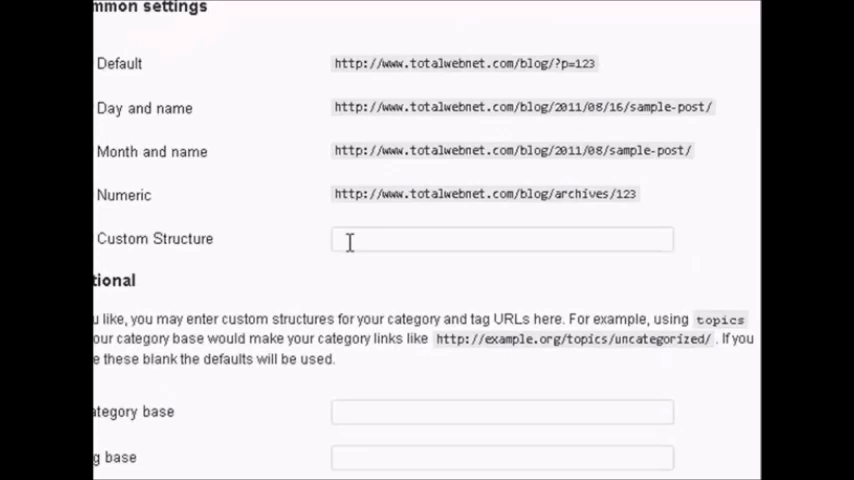 mmon settings
Default http://www.totalwebnet.com/blog/?p=123
Day and name http://www.totalwebnet.com/blog/2011/08/16/sample-post/
Month and name http://www.totalwebnet.com/blog/2011/08/sample-post/
Numeric http://www.totalwebnet.com/blog/archives/123
Custom Structure
tional
u like, you may enter custom structures for your category and tag URLs here. For example, using topics
our category base would make your category links like http://example.org/topics/uncategorized/ . If you
e these blank the defaults will be used.
ategory base
g base